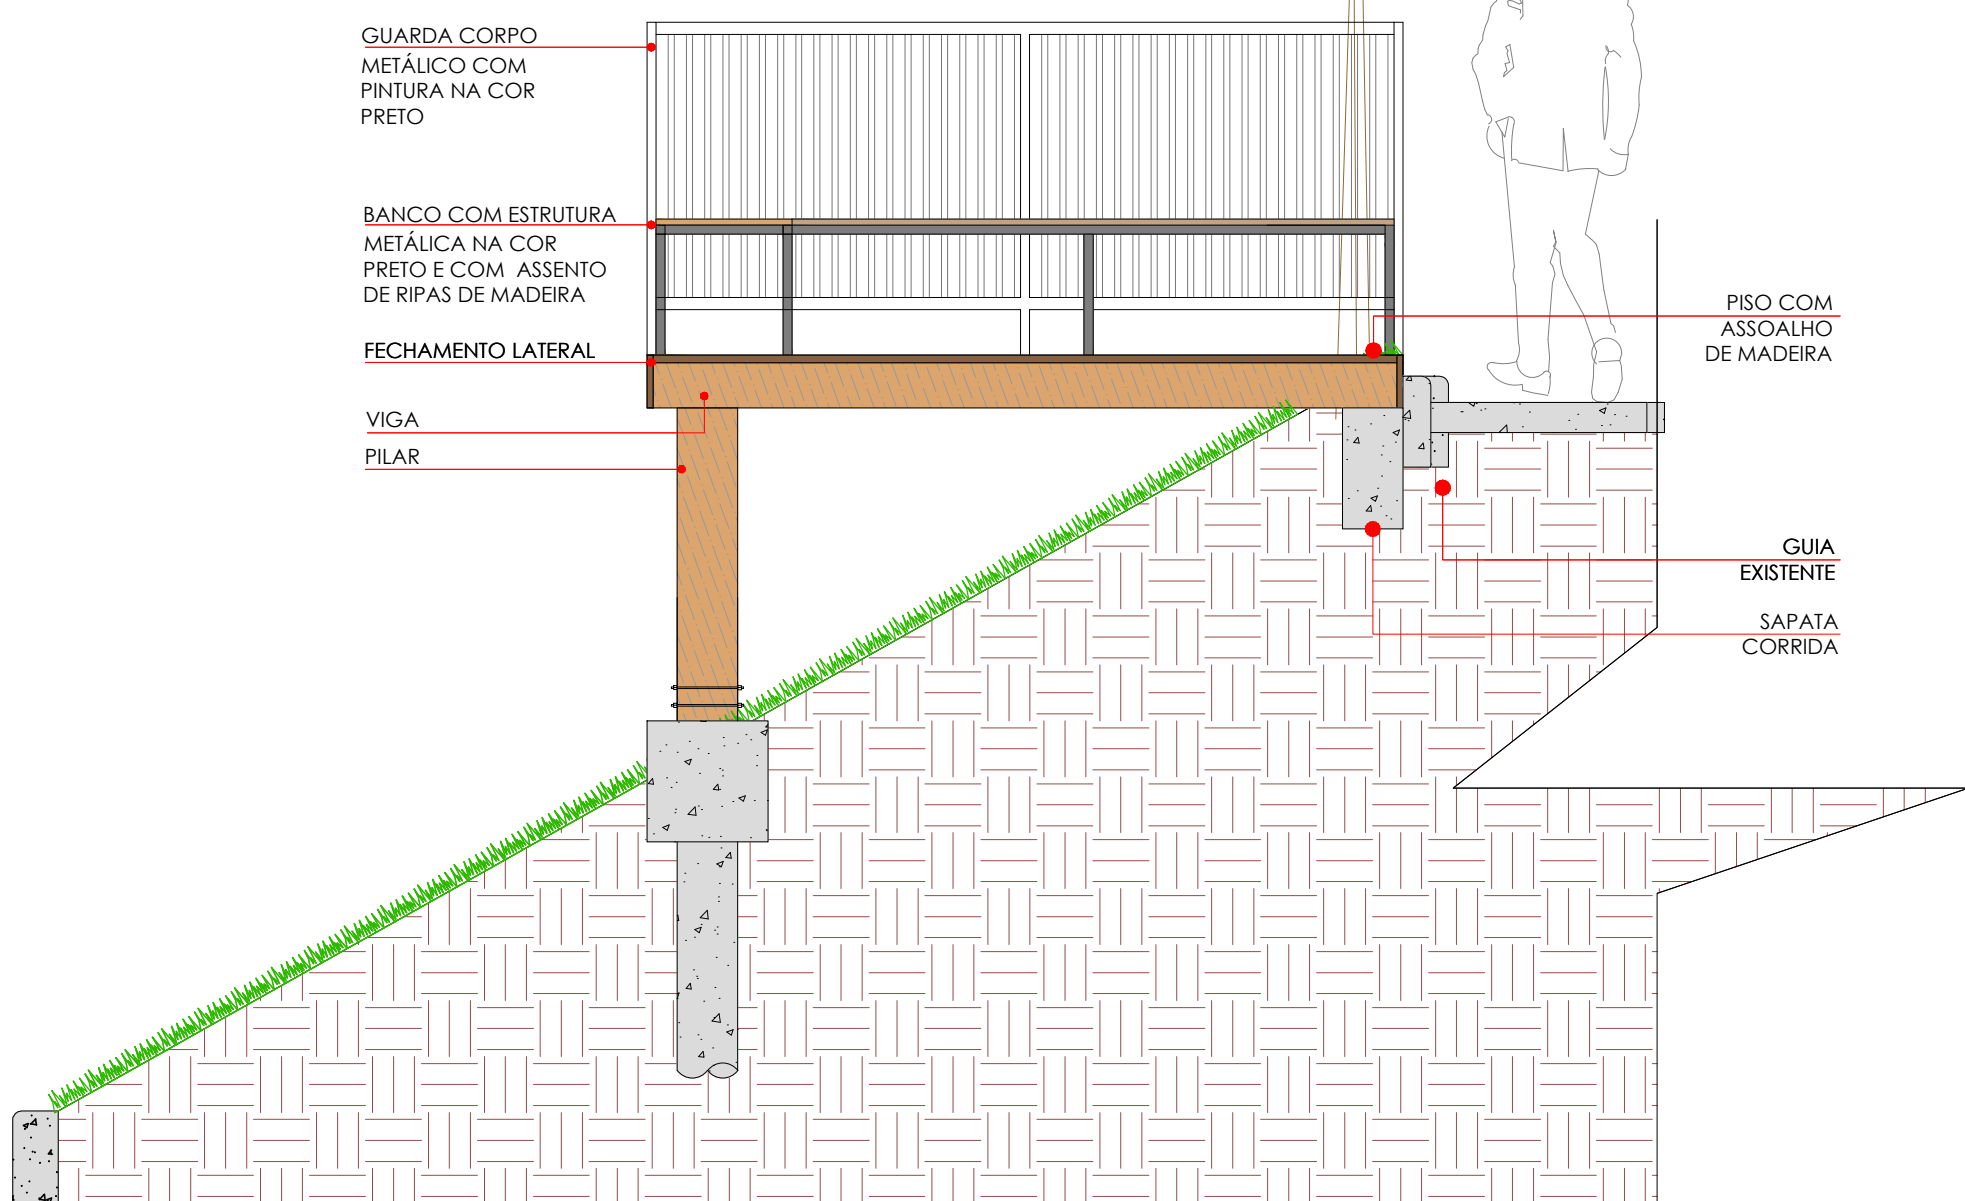 GUARDA CORPO
METÁLICO COM
PINTURA NA COR
PRETO
BANCO COM ESTRUTURA
METÁLICA NA COR
PRETO E COM ASSENTO
DE RIPAS DE MADEIRA
FECHAMENTO LATERAL
VIGA
PILAR
PISO COM
ASSOALHO
DE MADEIRA
GUIA
EXISTENTE
SAPATA
CORRIDA